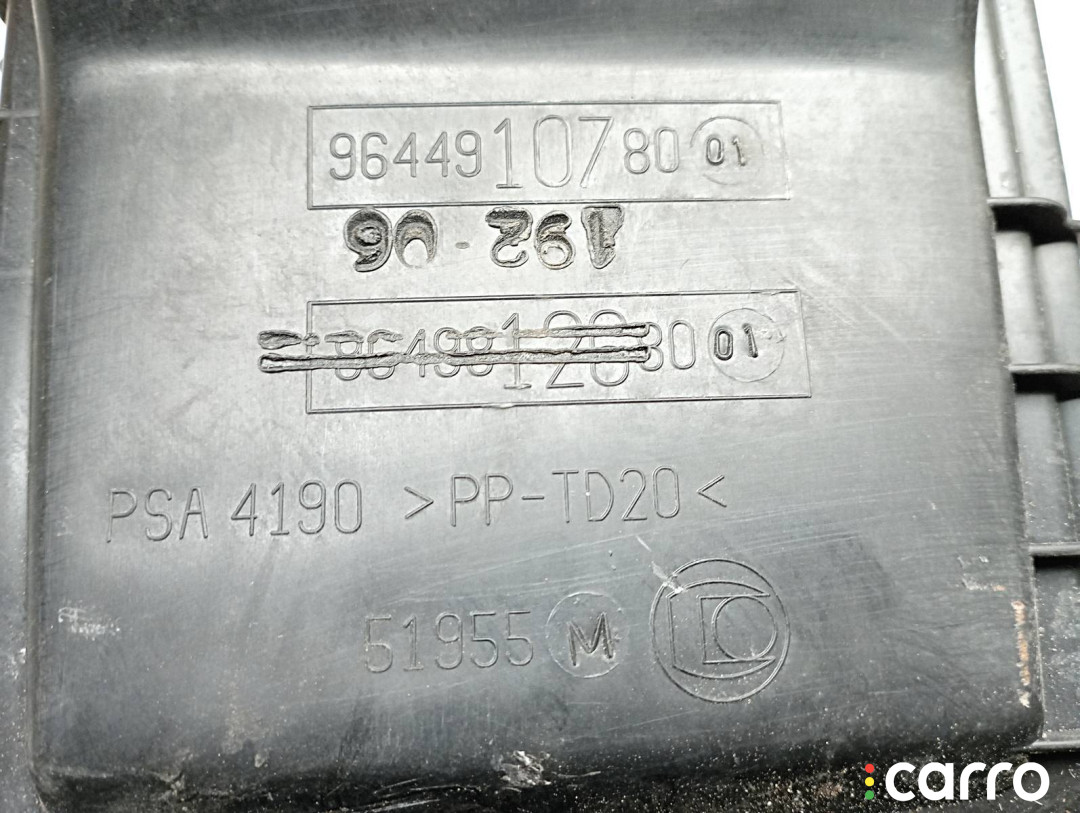 9644910780 01
192-06
01
PSA 4190 >PP-TD20<
51955 M
carro